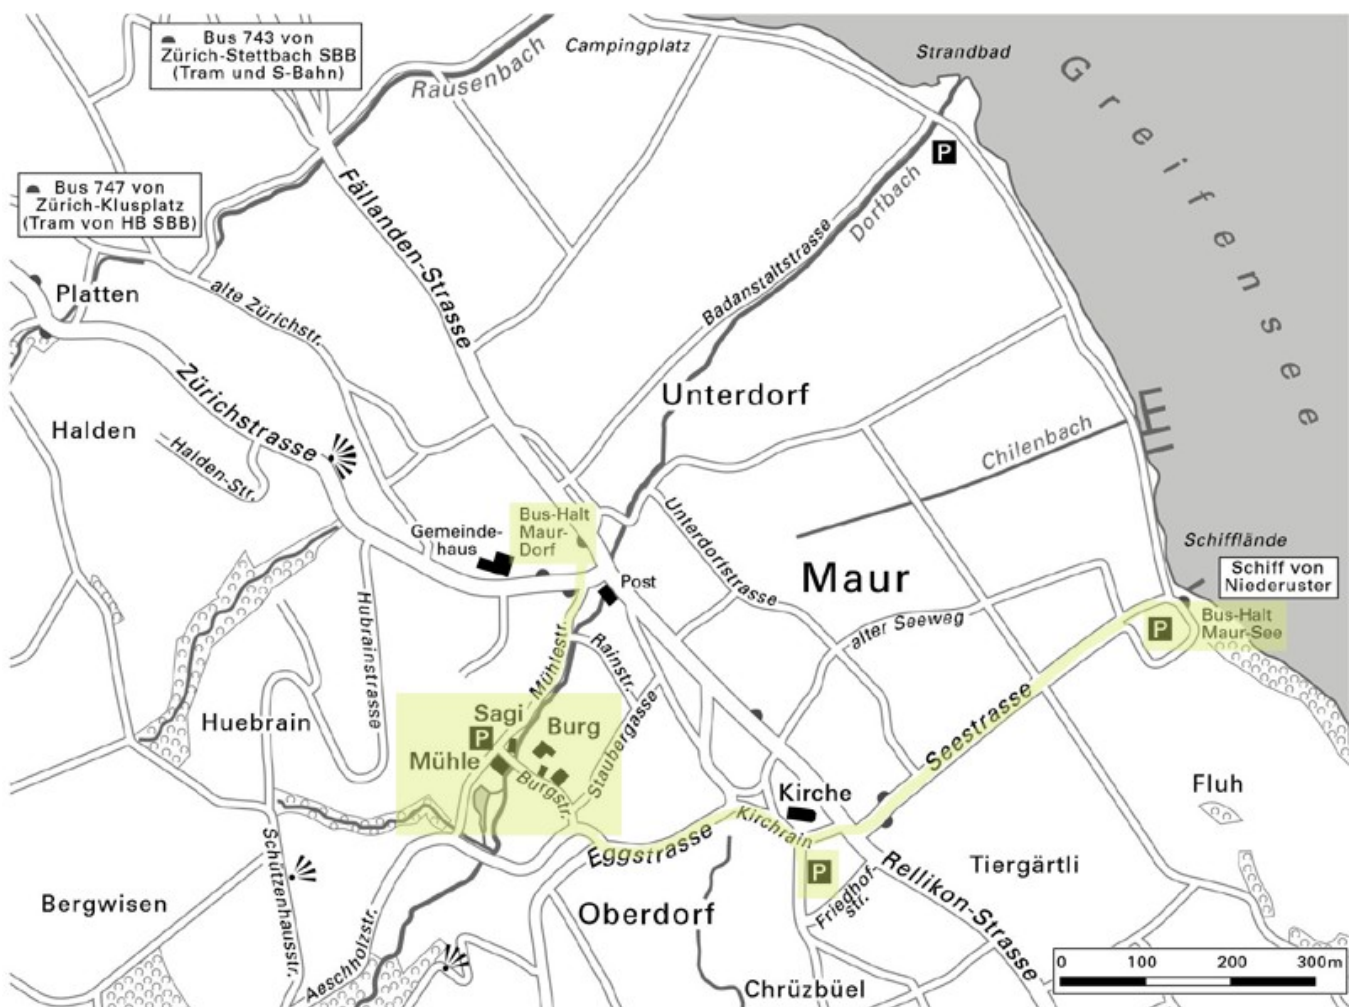 Bus 743 von
Zürich-Stettbach SBB
(Tram und S-Bahn)
Campingplatz
Strandbad
Greifensee
Rausenbach
P
Bus 747 von
Zürich-Klusplatz
(Tram von HB SBB)
Fällanden-Strasse
Dorfbach
Badanstaltstrasse
Platten
alte Zürichstr.
Zürichstrasse
Unterdorf
Halden
Halden-Str.
Chilenbach
Gemeinde-
haus
Bus-Halt
Maur-
Dorf
Unterdorfstrasse
Schifflände
Schiff von
Niederuster
Maur
Post
Hubrainstrasse
Mühlestr.
Rainstr.
alter Seeweg
P
Bus-Halt
Maur-See
Huebrain
Sagi
P
Burg
Mühle
Burgstr.
Staubergasse
Seestrasse
Fluh
Kirche
Kirchrain
Eggstrasse
P
Tiergärtli
Schützenhausstr.
Friedhof-
str.
Rellikon-Strasse
Bergwisen
Oberdorf
Aeschholzstr.
Chrüzbüel
0 100 200 300m